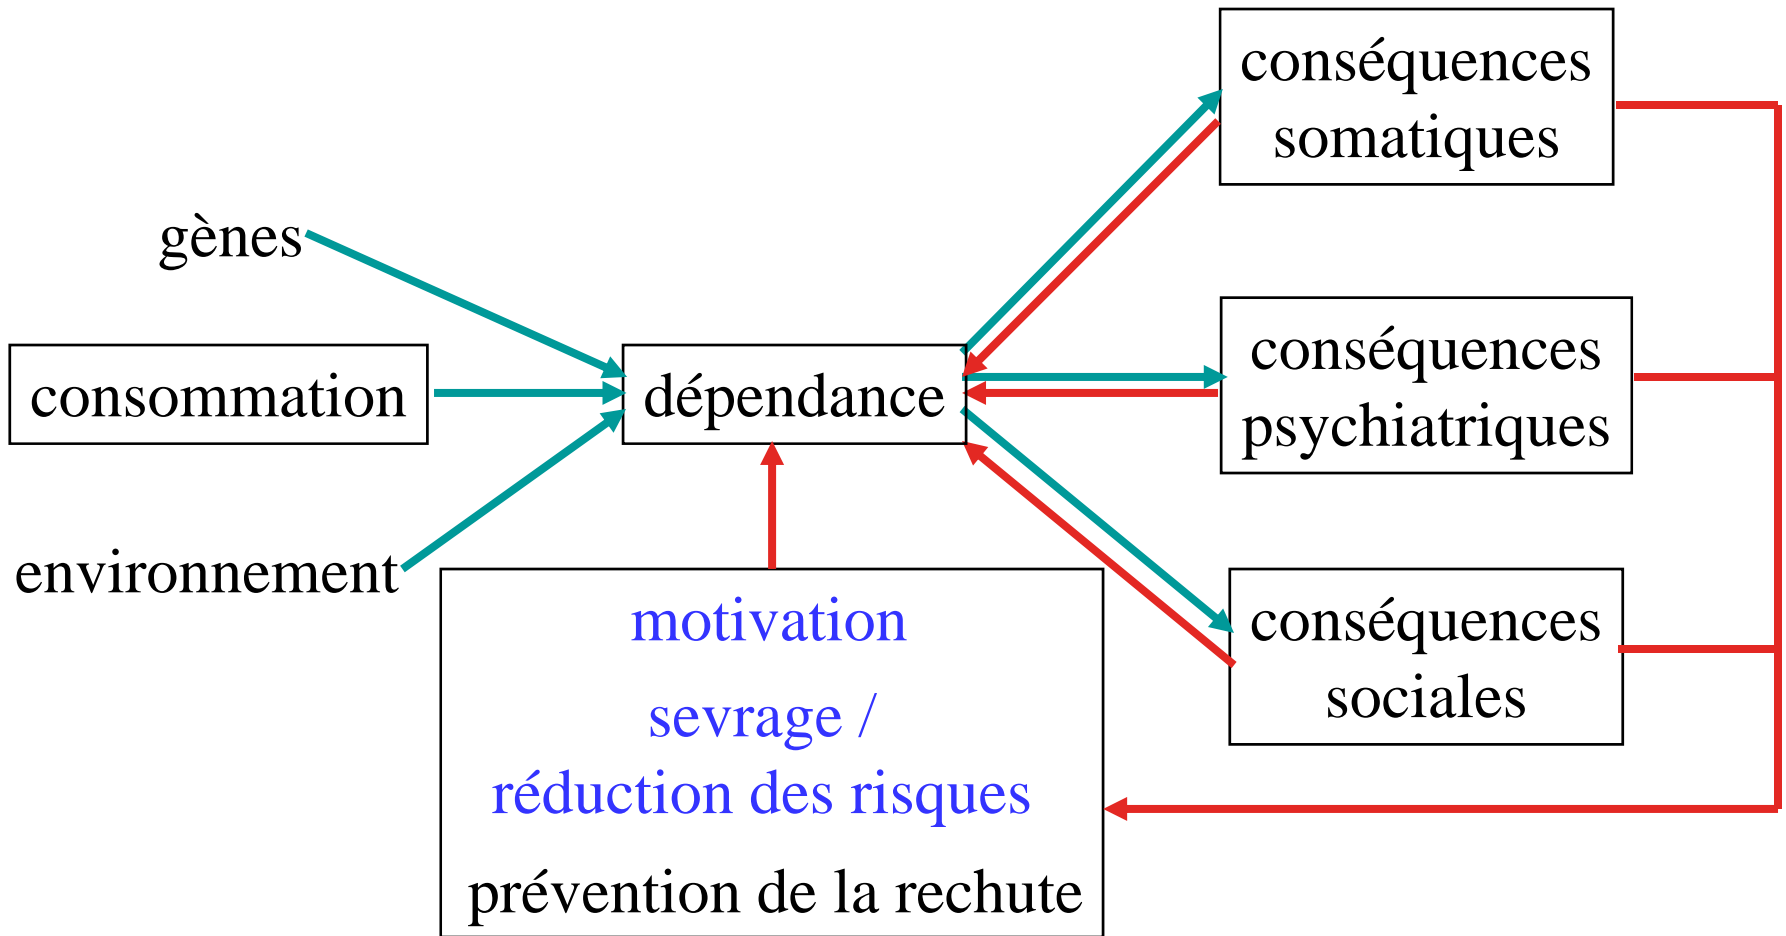 conséquences
somatiques
gènes
consommation
dépendance
conséquences
psychiatriques
environnement
motivation
sevrage /
réduction des risques
prévention de la rechute
conséquences
sociales